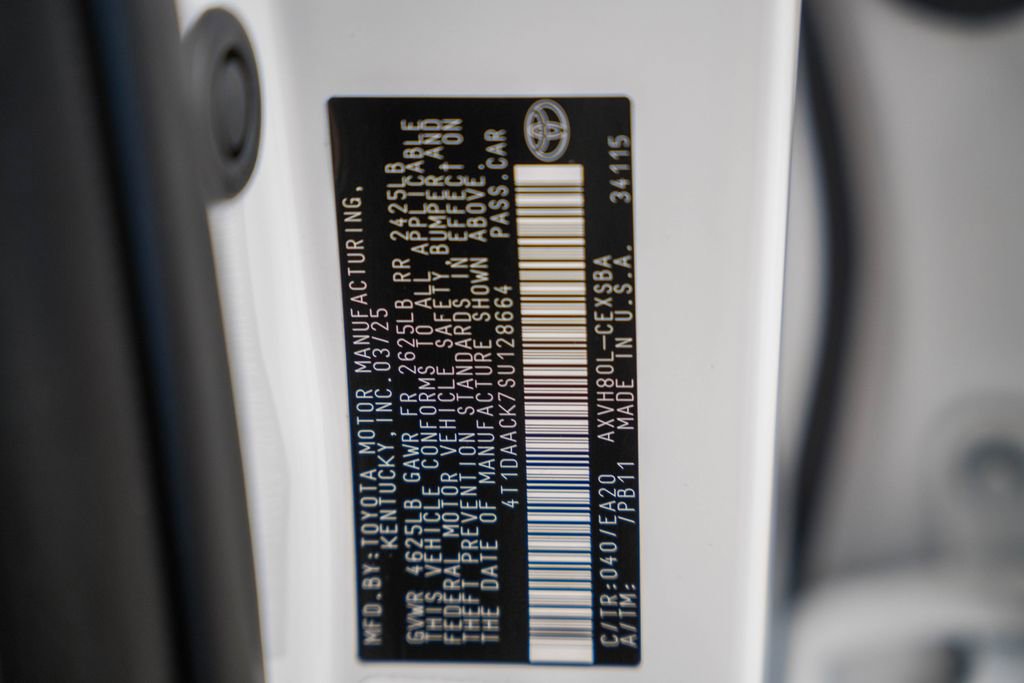 MFD.BY:TOYOTA MOTOR MANUFACTURING,
KENTUCKY,INC.03/25
GVWR 4625LB GAWR FR 2625LB RR 2425LB
THIS VEHICLE CONFORMS TO ALL APPLICABLE
FEDERAL MOTOR VEHICLE SAFETY BUMPER AND
THEFT PREVENTION STANDARDS IN EFFECT ON
THE DATE OF MANUFACTURE SHOWN ABOVE.
4T1DAACK7SU128664 PASS.CAR
C/TR:040/EA20 AXVH80L-CEXSBA 34115
A/TM: /PB11 MADE IN U.S.A.